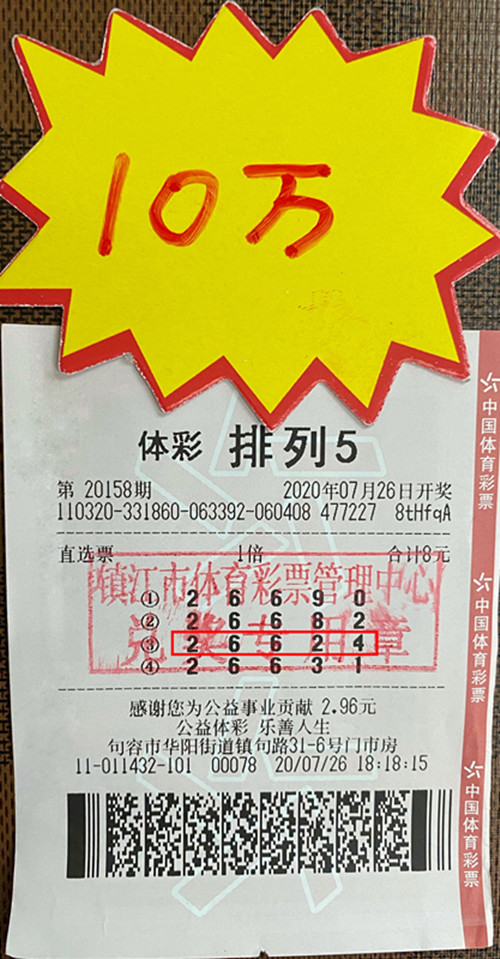 10万
体彩 排列5
第 20158期 2020年07月26日开奖
110320-331860-063392-060408 477227 8tHfqA
直选票 1倍 合计8元
镇江市体育彩票管理中心
兑奖专用章
① 2 6 6 9 0
② 2 6 6 8 2
③ 2 6 6 2 4
④ 2 6 6 3 1
感谢您为公益事业贡献 2.96元
公益体彩 乐善人生
句容市华阳街道镇句路31-6号门市房
11-011432-101 00078 20/07/26 18:18:15
中国体育彩票
中国体育彩票
中国体育彩票